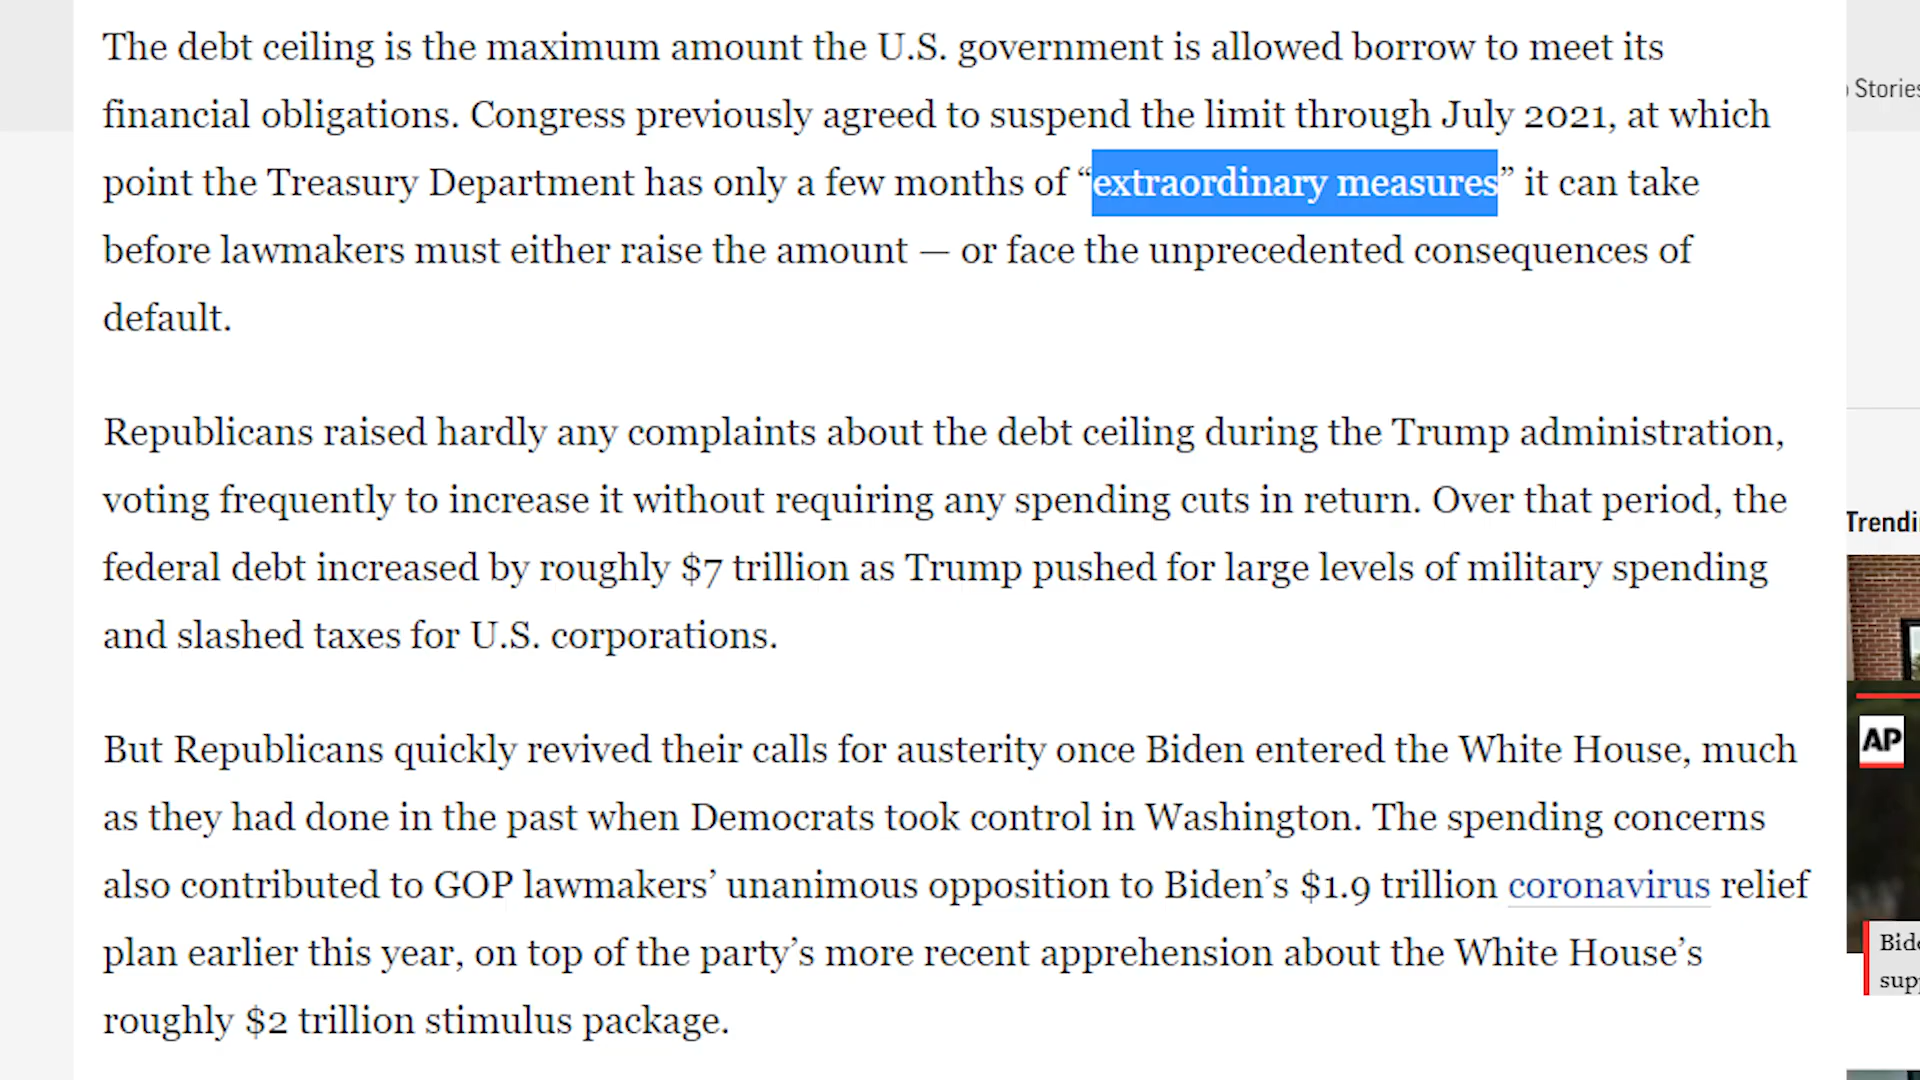 The debt ceiling is the maximum amount the U.S. government is allowed borrow to meet its
financial obligations. Congress previously agreed to suspend the limit through July 2021, at which
point the Treasury Department has only a few months of “extraordinary measures” it can take
before lawmakers must either raise the amount — or face the unprecedented consequences of
default.
Republicans raised hardly any complaints about the debt ceiling during the Trump administration,
voting frequently to increase it without requiring any spending cuts in return. Over that period, the
federal debt increased by roughly $7 trillion as Trump pushed for large levels of military spending
and slashed taxes for U.S. corporations.
But Republicans quickly revived their calls for austerity once Biden entered the White House, much
as they had done in the past when Democrats took control in Washington. The spending concerns
also contributed to GOP lawmakers’ unanimous opposition to Biden’s $1.9 trillion coronavirus relief
plan earlier this year, on top of the party’s more recent apprehension about the White House’s
roughly $2 trillion stimulus package.
Stories
Trendi
AP
Bid
sup